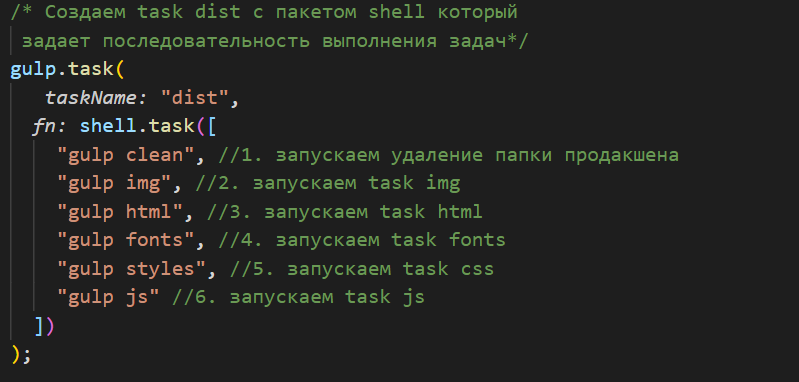 /* Создаем task dist с пакетом shell который
задает последовательность выполнения задач*/
gulp.task(
taskName: "dist",
fn: shell.task([
"gulp clean", //1. запускаем удаление папки продакшена
"gulp img", //2. запускаем task img
"gulp html", //3. запускаем task html
"gulp fonts", //4. запускаем task fonts
"gulp styles", //5. запускаем task css
"gulp js" //6. запускаем task js
])
);